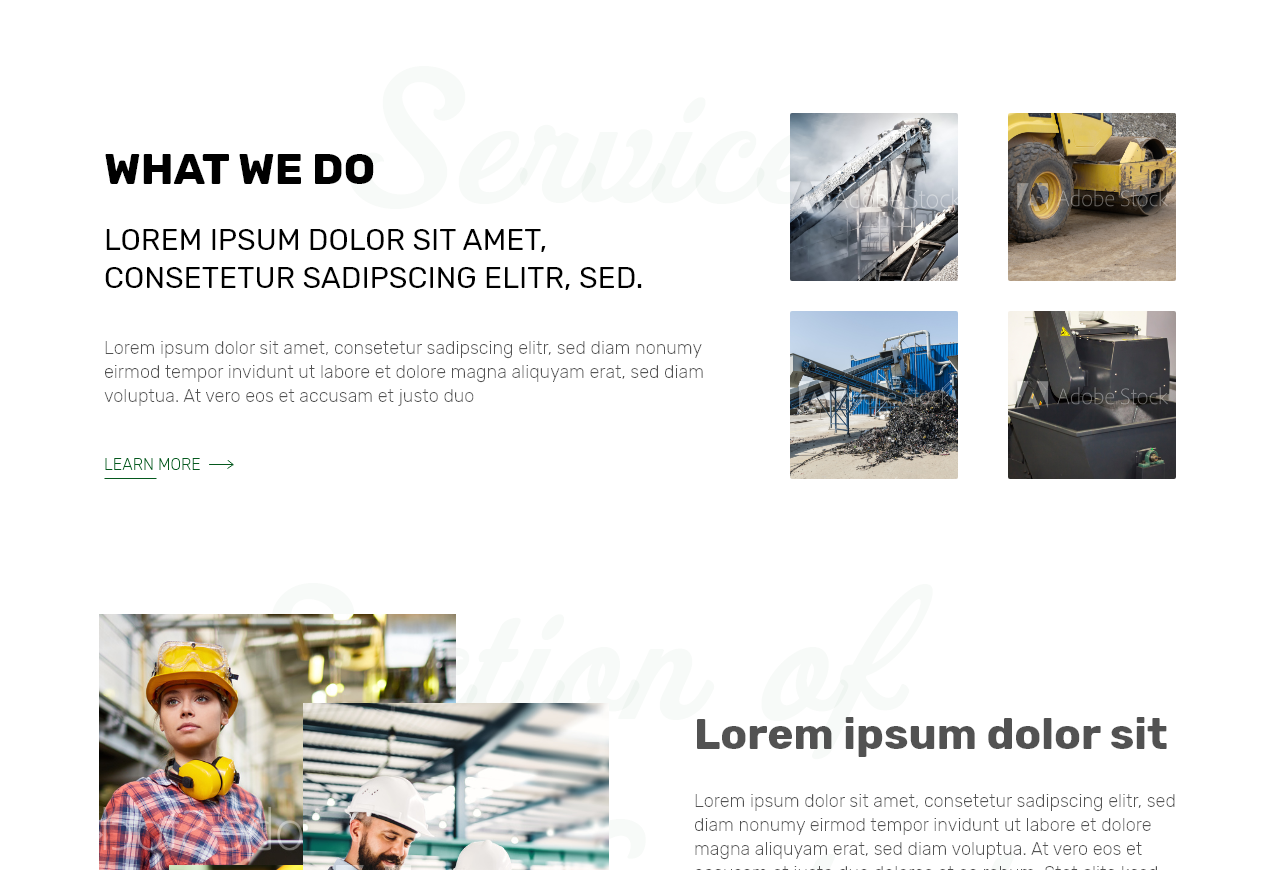 Service
WHAT WE DO
LOREM IPSUM DOLOR SIT AMET,
CONSETETUR SADIPSCING ELITR, SED.
Lorem ipsum dolor sit amet, consetetur sadipscing elitr, sed diam nonumy
eirmod tempor invidunt ut labore et dolore magna aliquyam erat, sed diam
voluptua. At vero eos et accusam et justo duo
LEARN MORE
Adobe Stock
Adobe Stock
Adobe Stock
Adobe Stock
of
Lorem ipsum dolor sit
Lorem ipsum dolor sit amet, consetetur sadipscing elitr, sed
diam nonumy eirmod tempor invidunt ut labore et dolore
magna aliquyam erat, sed diam voluptua. At vero eos et